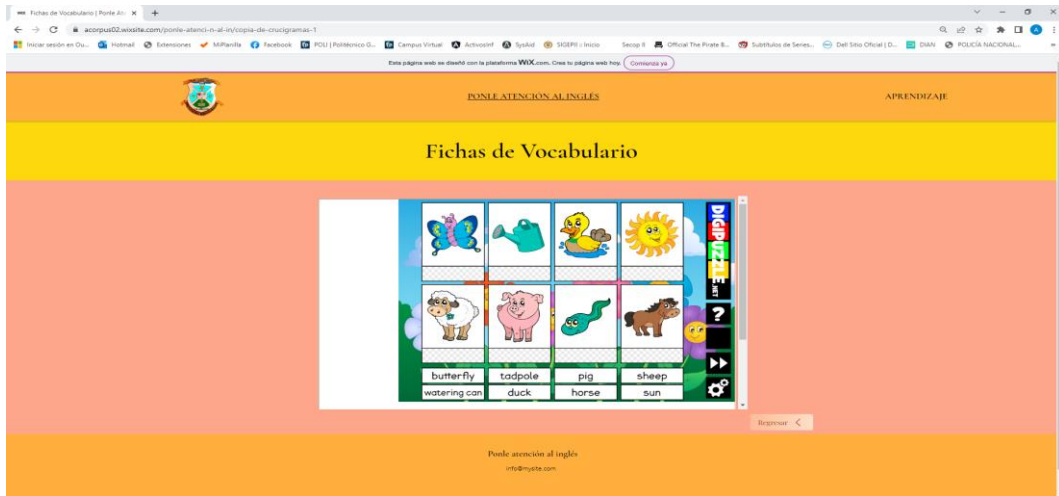 Fichas de Vocabulario | Ponle Ate
acorpus02.wixsite.com/ponle-atenci-n-al-in/copia-de-crucigramas-1
Iniciar sesión en Ou... Hotmail Extensiones MiPlanilla Facebook POLI | Politécnico G... Campus Virtual ActivosInf SysAid SIGEPII :: Inicio Secop II Official The Pirate B... Subtítulos de Series... Dell Sitio Oficial | D... DIAN POLICÍA NACIONAL...
Esta página web se diseñó con la plataforma WiX.com. Crea tu página web hoy. Comienza ya
PONLE ATENCIÓN AL INGLÉS APRENDIZAJE
Fichas de Vocabulario
DIGIPUZZLE.NET
?
butterfly tadpole pig sheep
watering can duck horse sun
Regresar
Ponle atención al inglés
info@mysite.com